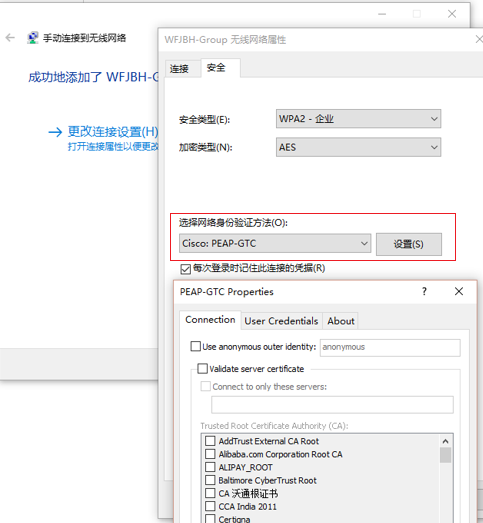 手动连接到无线网络
成功地添加了 WFJBH-G
更改连接设置(H)
打开连接属性以便更改
WFJBH-Group 无线网络属性
连接
安全
安全类型(E):
WPA2 - 企业
加密类型(N):
AES
选择网络身份验证方法(O):
Cisco: PEAP-GTC
设置(S)
每次登录时记住此连接的凭据(R)
PEAP-GTC Properties
Connection
User Credentials
About
Use anonymous outer identity:
anonymous
Validate server certificate
Connect to only these servers:
Trusted Root Certificate Authority (CA):
AddTrust External CA Root
Alibaba.com Corporation Root CA
ALIPAY_ROOT
Baltimore CyberTrust Root
CA 沃通根证书
CCA India 2011
Certigna